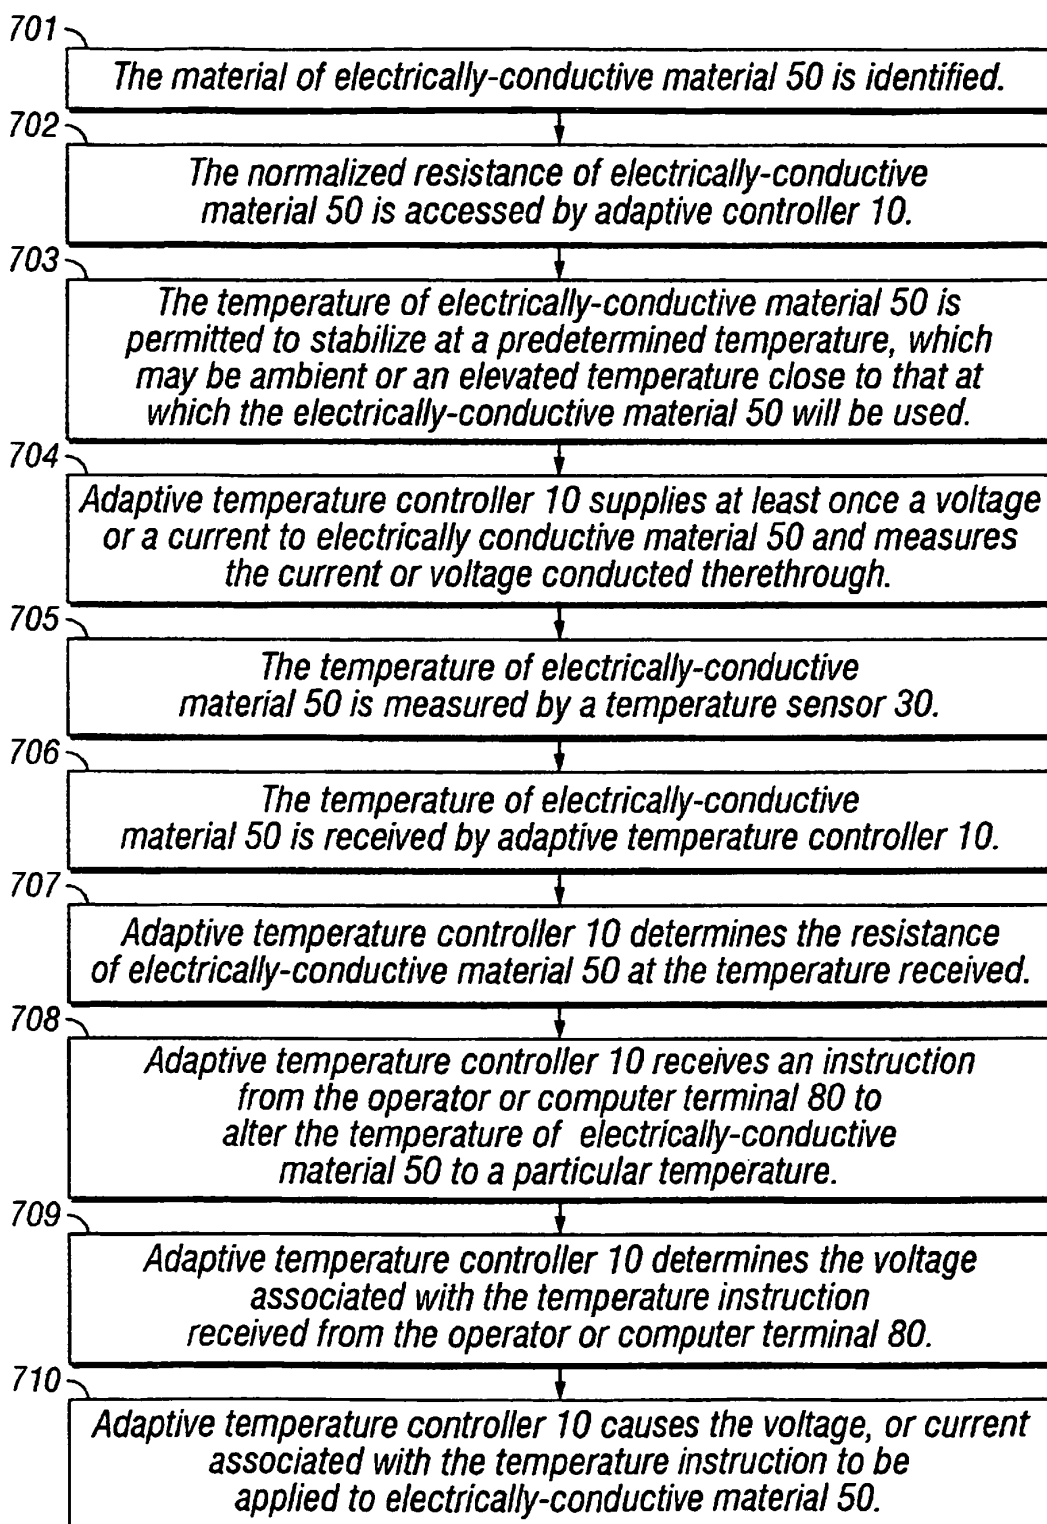 701
The material of electrically-conductive material 50 is identified.
702
The normalized resistance of electrically-conductive
material 50 is accessed by adaptive controller 10.
703
The temperature of electrically-conductive material 50 is
permitted to stabilize at a predetermined temperature, which
may be ambient or an elevated temperature close to that at
which the electrically-conductive material 50 will be used.
704
Adaptive temperature controller 10 supplies at least once a voltage
or a current to electrically conductive material 50 and measures
the current or voltage conducted therethrough.
705
The temperature of electrically-conductive
material 50 is measured by a temperature sensor 30.
706
The temperature of electrically-conductive
material 50 is received by adaptive temperature controller 10.
707
Adaptive temperature controller 10 determines the resistance
of electrically-conductive material 50 at the temperature received.
708
Adaptive temperature controller 10 receives an instruction
from the operator or computer terminal 80 to
alter the temperature of electrically-conductive
material 50 to a particular temperature.
709
Adaptive temperature controller 10 determines the voltage
associated with the temperature instruction
received from the operator or computer terminal 80.
710
Adaptive temperature controller 10 causes the voltage, or current
associated with the temperature instruction to be
applied to electrically-conductive material 50.